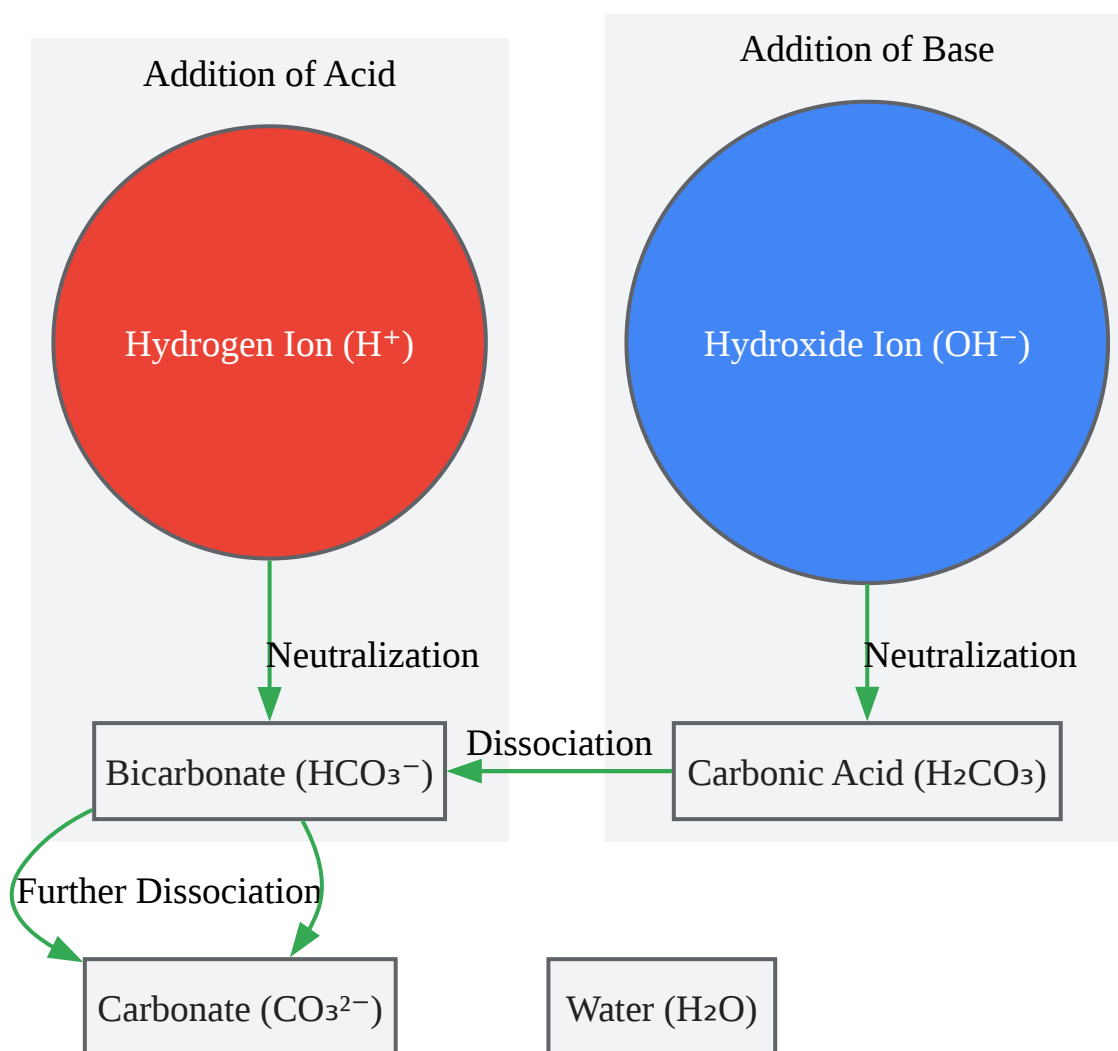 Addition of Acid
Addition of Base
Hydrogen Ion (H⁺)
Hydroxide Ion (OH⁻)
Neutralization
Neutralization
Dissociation
Bicarbonate (HCO₃⁻)
Carbonic Acid (H₂CO₃)
Further Dissociation
Carbonate (CO₃²⁻)
Water (H₂O)